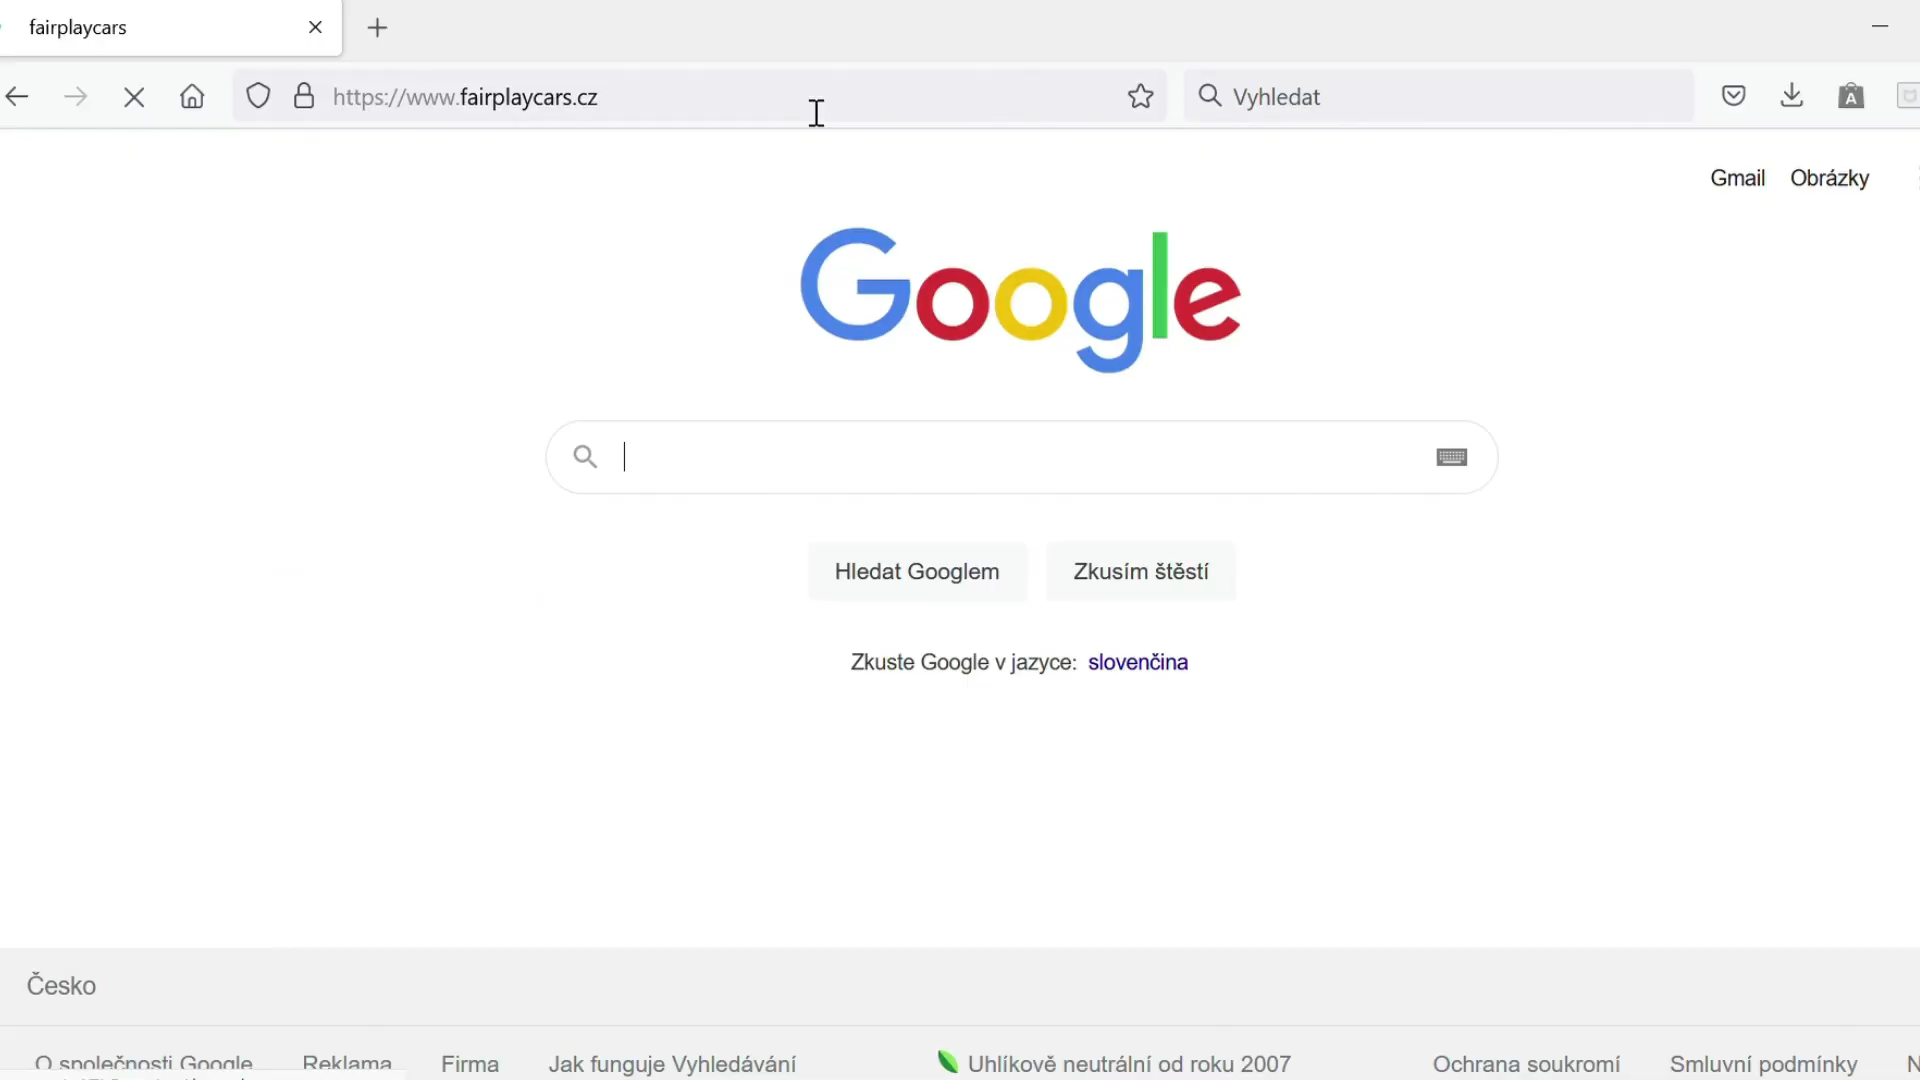 fairplaycars
https://www.fairplaycars.cz
Vyhledat
Gmail Obrázky
Google
Hledat Googlem Zkusím štěstí
Zkuste Google v jazyce: slovenčina
Česko
O společnosti Google Reklama Firma Jak funguje Vyhledávání Uhlíkově neutrální od roku 2007 Ochrana soukromí Smluvní podmínky